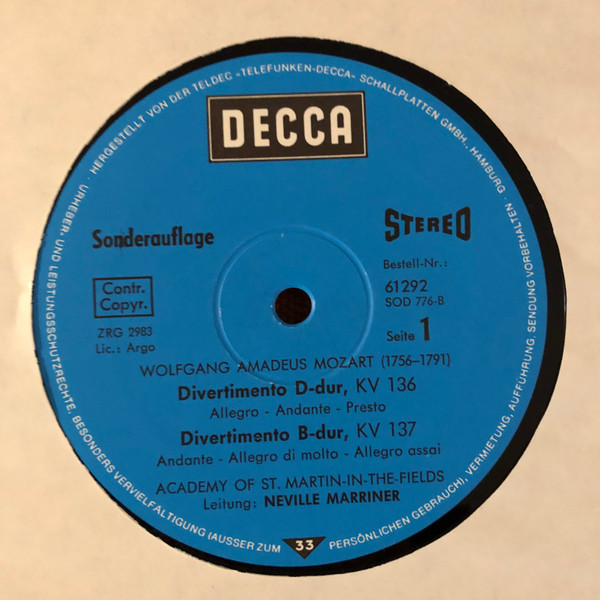 HERGESTELLT VON DER TELDEC »TELEFUNKEN-DECCA« SCHALLPLATTEN GMBH., HAMBURG ·
URHEBER- UND LEISTUNGSSCHUTZRECHTE, BESONDERS VERVIELFÄLTIGUNG (AUSSER ZUM PERSÖNLICHEN GEBRAUCH), VERMIETUNG, AUFFÜHRUNG, SENDUNG VORBEHALTEN ·
DECCA
Sonderauflage
STEREO
Contr.
Copyr.
Bestell-Nr.:
61292
SOD 776-B
ZRG 2983
Lic.: Argo
Seite 1
WOLFGANG AMADEUS MOZART (1756–1791)
Divertimento D-dur, KV 136
Allegro - Andante - Presto
Divertimento B-dur, KV 137
Andante - Allegro di molto - Allegro assai
ACADEMY OF ST. MARTIN-IN-THE-FIELDS
Leitung: NEVILLE MARRINER
33